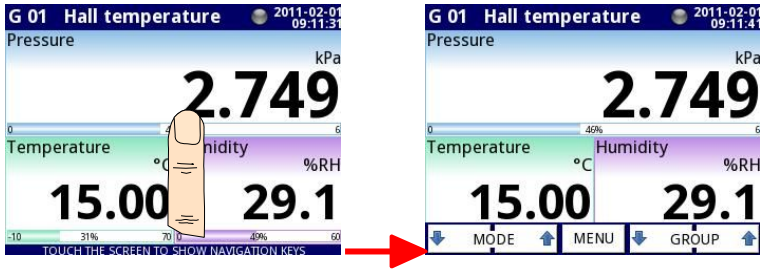 G 01 Hall temperature 2011-02-01
09:11:31
Pressure
kPa
2.749
0 4 6
Temperature nidity
°C %RH
15.00 29.1
-10 31% 70 0 49% 60
TOUCH THE SCREEN TO SHOW NAVIGATION KEYS
G 01 Hall temperature 2011-02-01
09:11:41
Pressure
kPa
2.749
0 46% 6
Temperature Humidity
°C %RH
15.00 29.1
MODE MENU GROUP